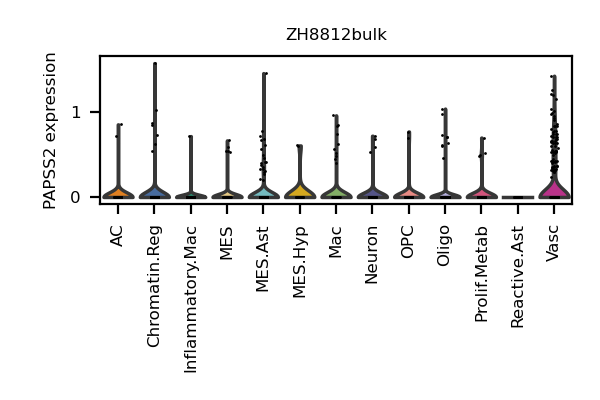 ZH8812bulk
PAPSS2 expression
1
0
AC
Chromatin.Reg
Inflammatory.Mac
MES
MES.Ast
MES.Hyp
Mac
Neuron
OPC
Oligo
Prolif.Metab
Reactive.Ast
Vasc